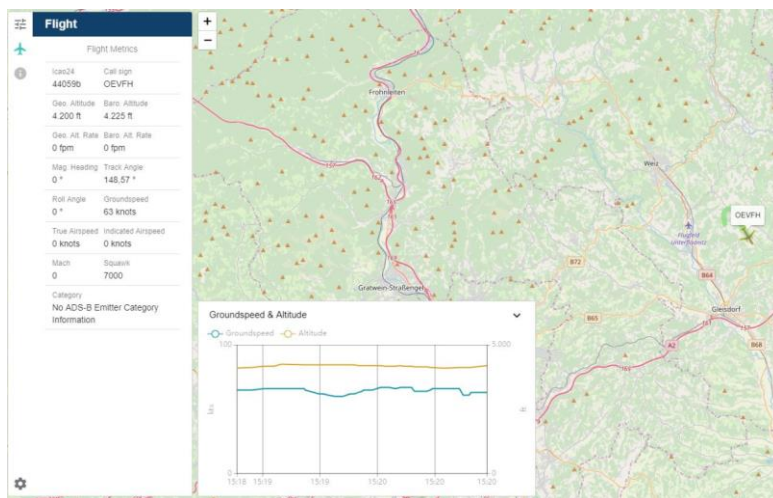 Flight
Flight Metrics
Icao24 Call sign
44059b OEVFH
Geo. Altitude Baro. Altitude
4.200 ft 4.225 ft
Geo. Alt. Rate Baro. Alt. Rate
0 fpm 0 fpm
Mag. Heading Track Angle
0 ° 148,57 °
Roll Angle Groundspeed
0 ° 63 knots
True Airspeed Indicated Airspeed
0 knots 0 knots
Mach Squawk
0 7000
Category
No ADS-B Emitter Category
Information
+
−
Frohnleiten
Weiz
OEVFH
B72
B64
Gratwein-Straßengel
Gleisdorf
B65
A2
B68
Groundspeed & Altitude
Groundspeed Altitude
100 5.000
0 0
15:18 15:19 15:19 15:20 15:20 15:20